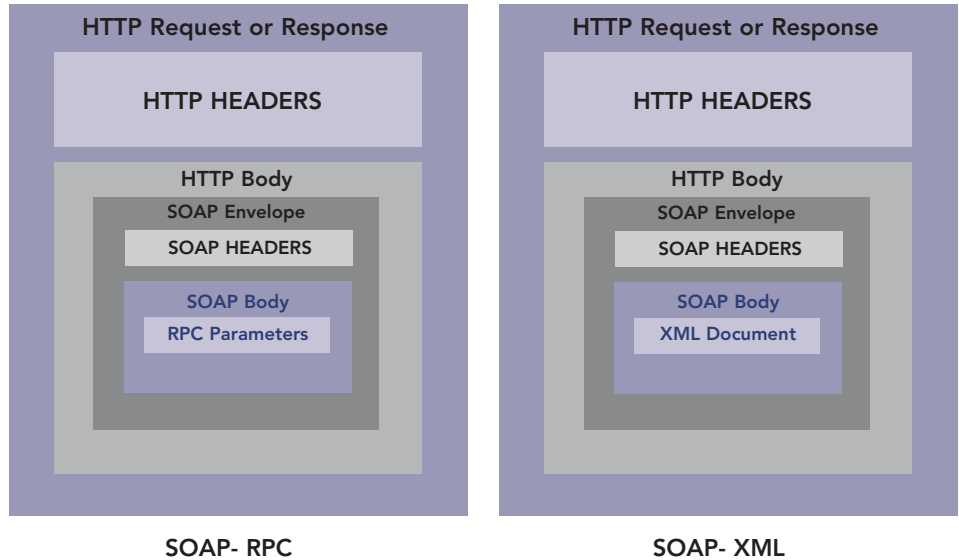 HTTP Request or Response
HTTP HEADERS
HTTP Body
SOAP Envelope
SOAP HEADERS
SOAP Body
RPC Parameters
SOAP- RPC
HTTP Request or Response
HTTP HEADERS
HTTP Body
SOAP Envelope
SOAP HEADERS
SOAP Body
XML Document
SOAP- XML